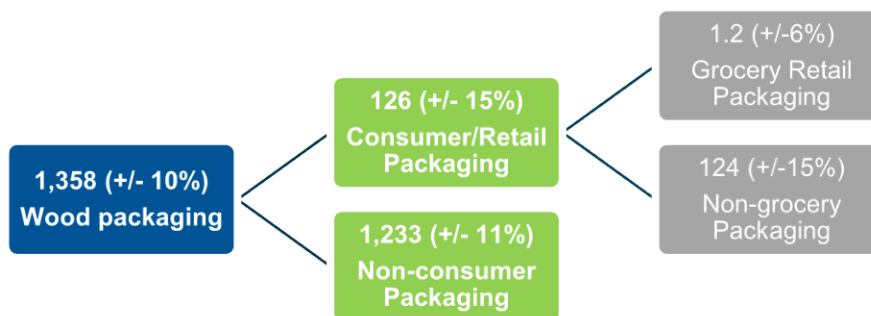 1,358 (+/- 10%)
Wood packaging
126 (+/- 15%)
Consumer/Retail
Packaging
1,233 (+/- 11%)
Non-consumer
Packaging
1.2 (+/-6%)
Grocery Retail
Packaging
124 (+/-15%)
Non-grocery
Packaging